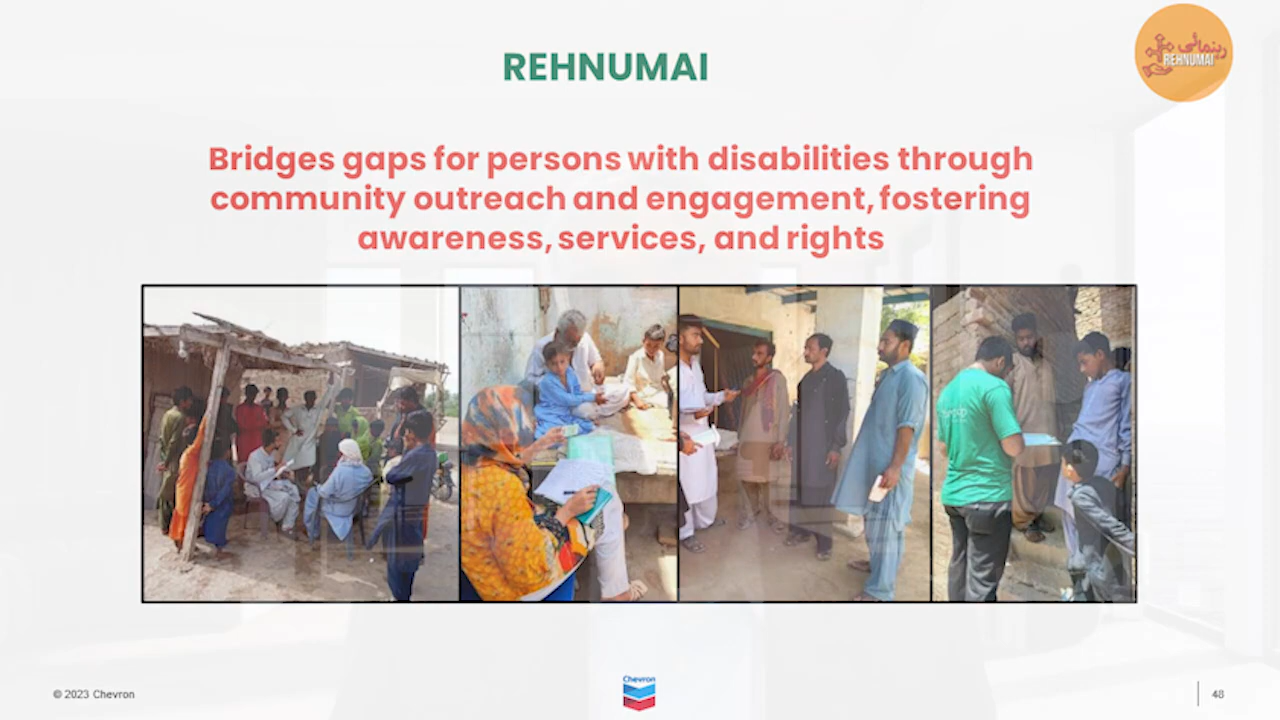 REHNUMAI
رہنمائی
REHNUMAI
Bridges gaps for persons with disabilities through
community outreach and engagement, fostering
awareness, services, and rights
© 2023 Chevron
Chevron
48